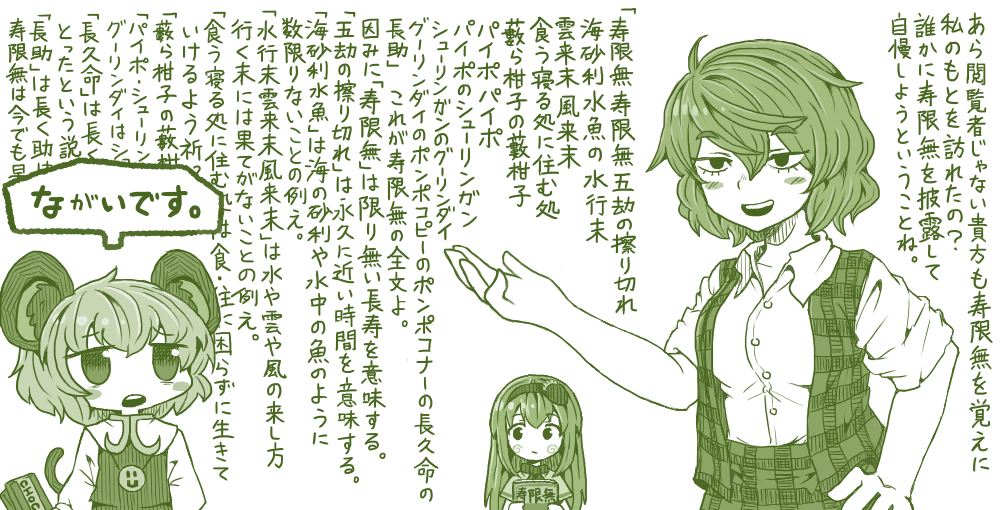 あら閲覧者じゃない貴方も寿限無を覚えに
私のもとを訪れたの？
誰かに寿限無を披露して
自慢しようということね。
「寿限無寿限無五劫の擦り切れ
海砂利水魚の水行末
雲来末風来末
食う寝る処に住む処
藪ら柑子の藪柑子
パイポパイポ
パイポのシューリンガン
シューリンガンのグーリンダイ
グーリンダイのポンポコピーのポンポコナーの長久命の
長助」これが寿限無の全文よ。
因みに「寿限無」は限り無い長寿を意味する。
「五劫の擦り切れ」は永久に近い時間を意味する。
「海砂利水魚」は海の砂利や水中の魚のように
数限りないことの例え。
「水行末雲来末風来末」は水や雲や風の来し方
行く末には果てがないことの例え。
「食う寝る処に住む は食・住に困らずに生きて
いけるよう祈
「藪ら柑子の藪柑
「パイポ・シューリン
グーリンダイはシ
「長久命」は長く
とったという説
「長助」は長く助
寿限無は今でも
ながいです。
寿限無
CHOC